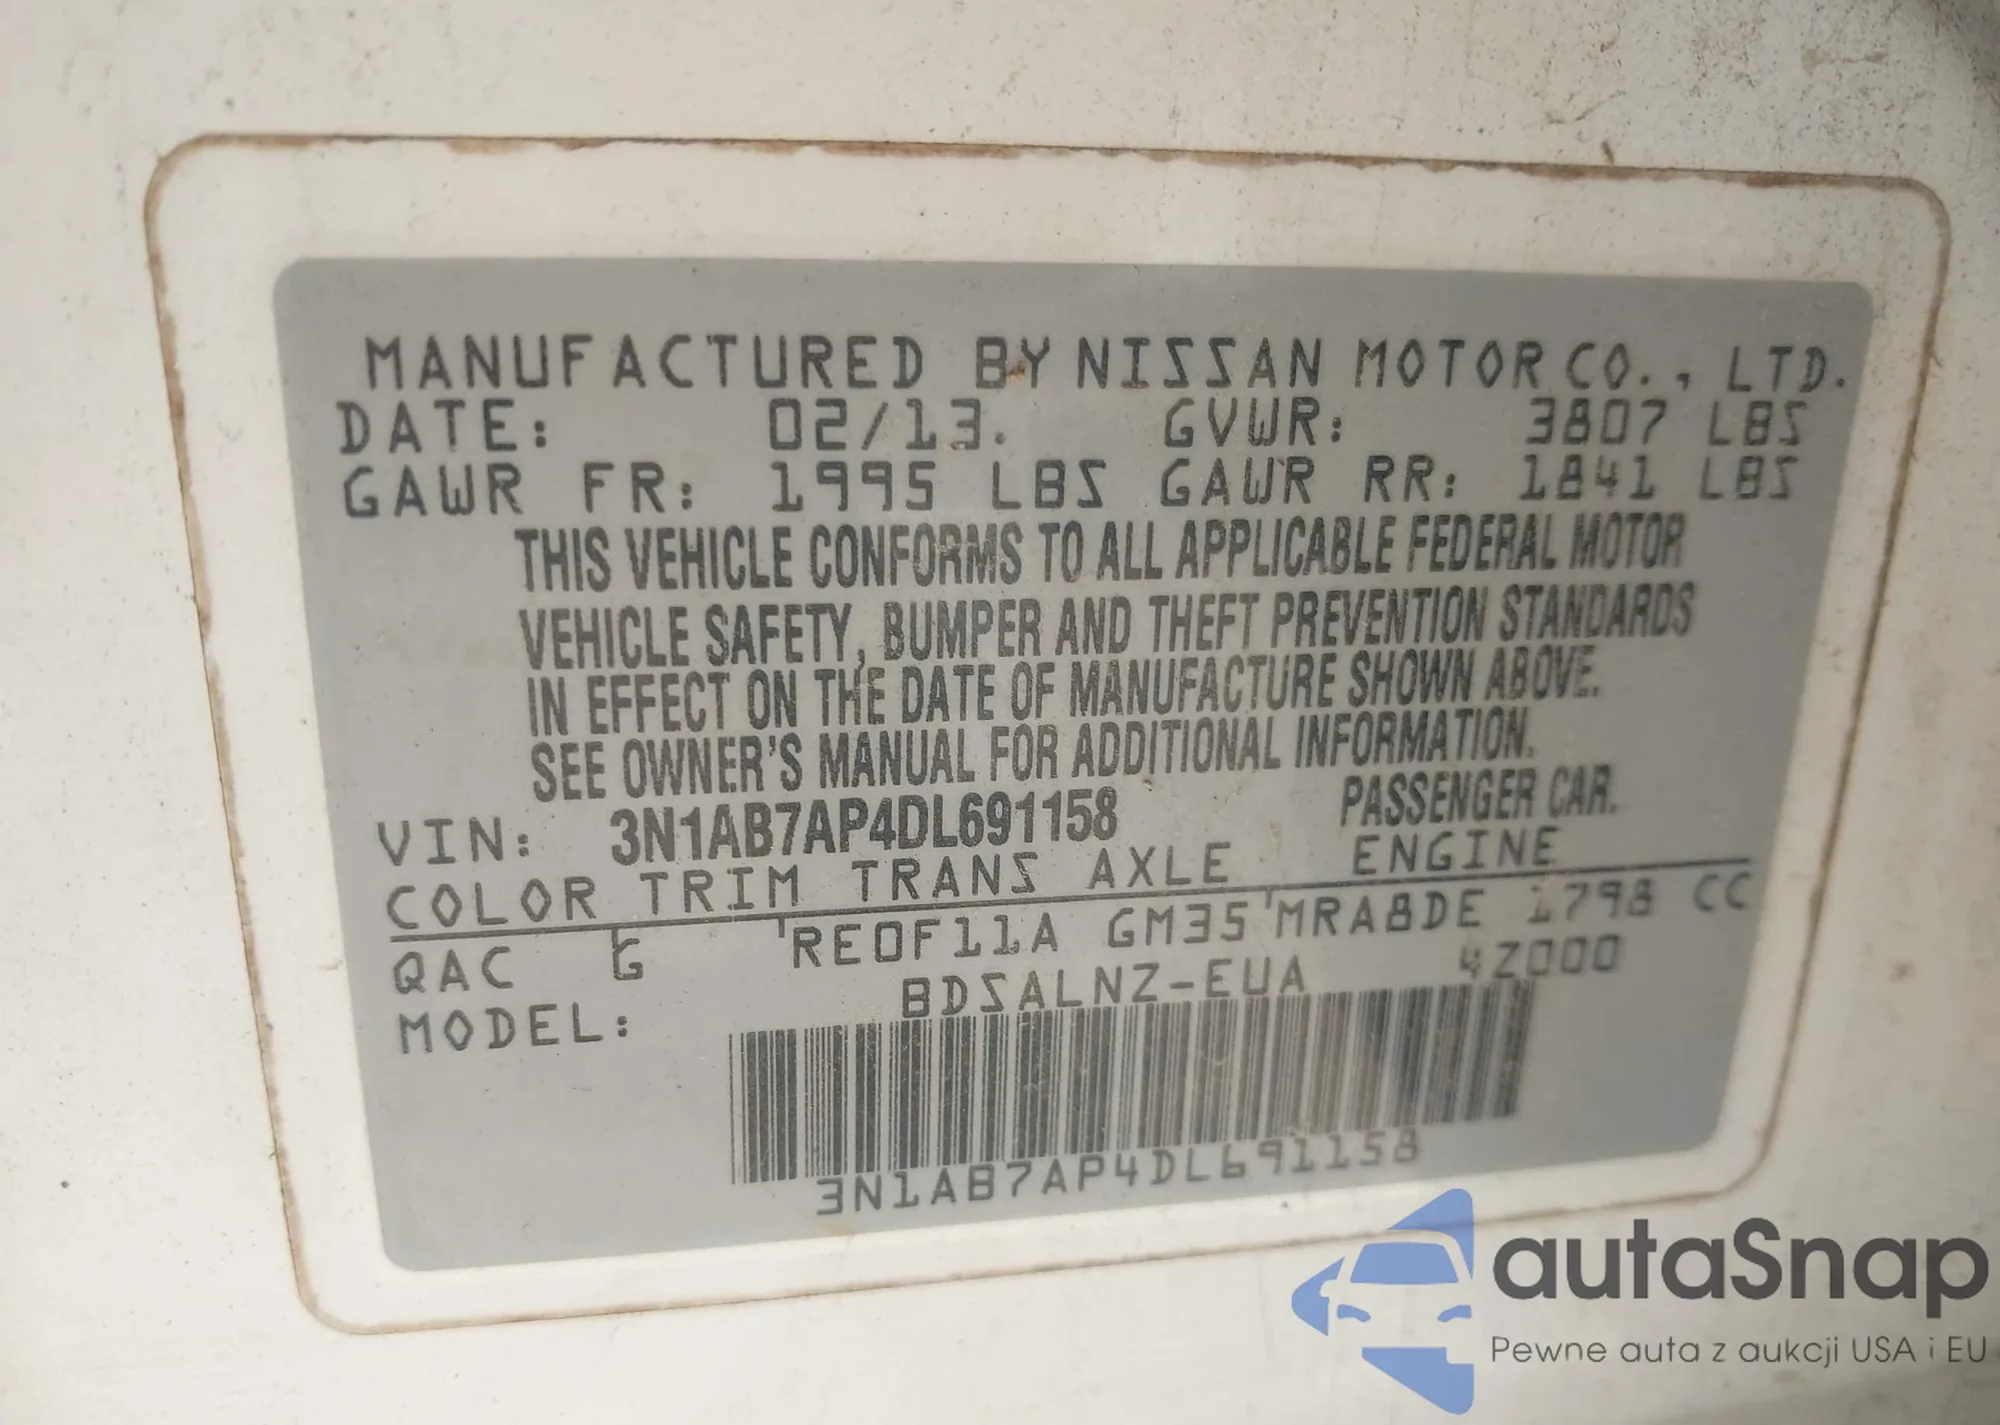 MANUFACTURED BY NISSAN MOTOR CO., LTD.
DATE: 02/13. GVWR: 3807 LBS
GAWR FR: 1995 LBS GAWR RR: 1841 LBS
THIS VEHICLE CONFORMS TO ALL APPLICABLE FEDERAL MOTOR
VEHICLE SAFETY, BUMPER AND THEFT PREVENTION STANDARDS
IN EFFECT ON THE DATE OF MANUFACTURE SHOWN ABOVE.
SEE OWNER'S MANUAL FOR ADDITIONAL INFORMATION.
VIN: 3N1AB7AP4DL691158 PASSENGER CAR.
COLOR TRIM TRANS AXLE ENGINE
QAC G RE0F11A GM35 MRA8DE 1798 CC
MODEL: BDSALNZ-EUA 4Z000
3N1AB7AP4DL691158
autaSnap
Pewne auta z aukcji USA i EU